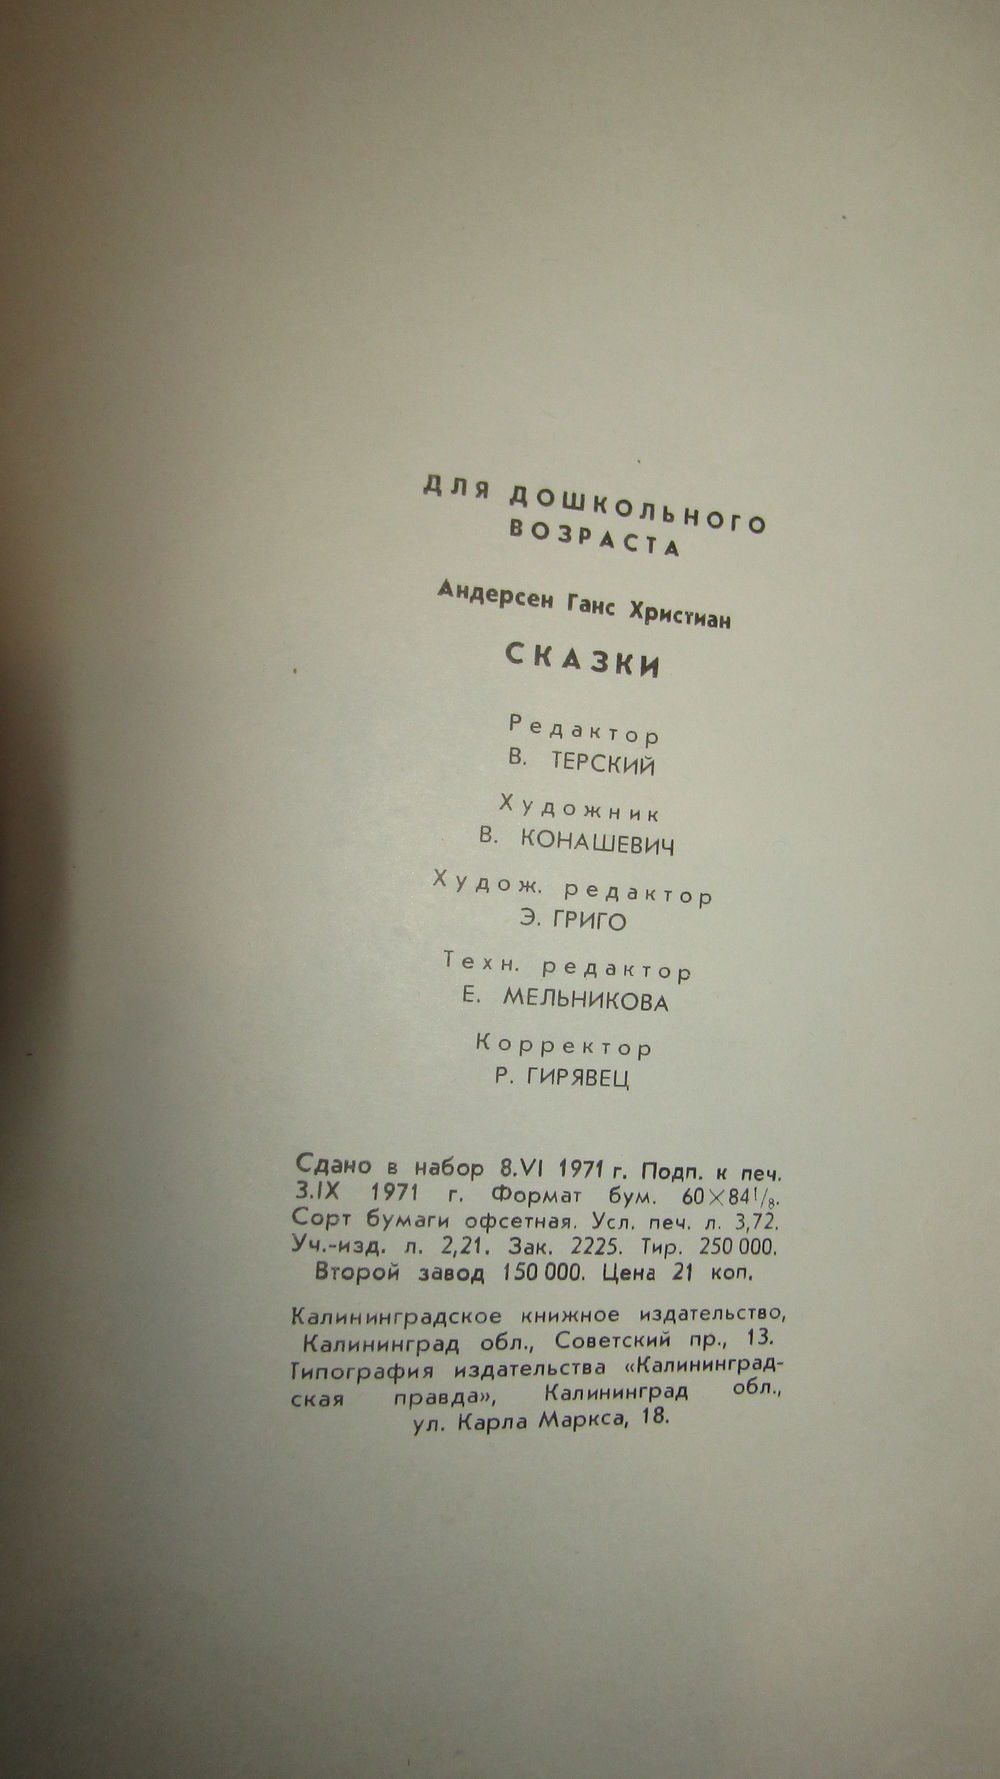 ДЛЯ ДОШКОЛЬНОГО
ВОЗРАСТА
Андерсен Ганс Христиан
СКАЗКИ
Редактор
В. ТЕРСКИЙ
Художник
В. КОНАШЕВИЧ
Худож. редактор
Э. ГРИГО
Техн. редактор
Е. МЕЛЬНИКОВА
Корректор
Р. ГИРЯВЕЦ
Сдано в набор 8.VI 1971 г. Подп. к печ.
3.IX 1971 г. Формат бум. 60×84 1/8.
Сорт бумаги офсетная. Усл. печ. л. 3,72.
Уч.-изд. л. 2,21. Зак. 2225. Тир. 250 000.
Второй завод 150 000. Цена 21 коп.
Калининградское книжное издательство,
Калининград обл., Советский пр., 13.
Типография издательства «Калининград-
ская правда», Калининград обл.,
ул. Карла Маркса, 18.